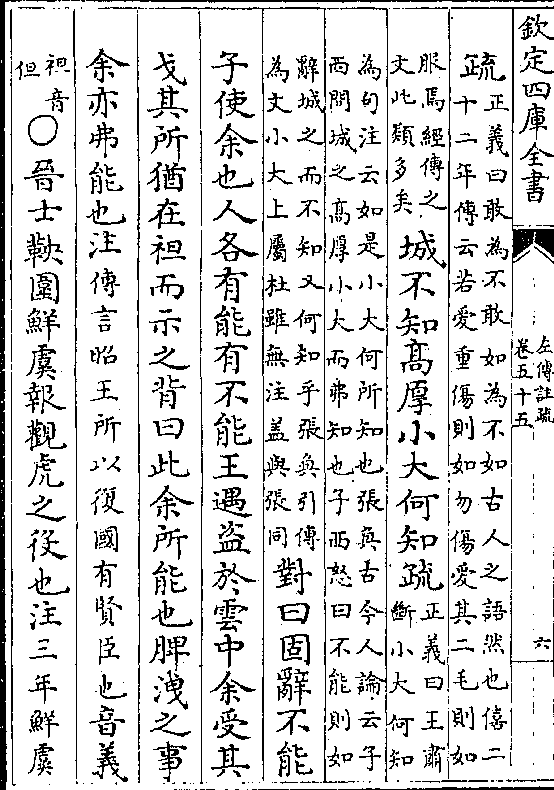 欽定四庫全書
左傳註疏
卷五十五
六
疏
正義曰敢為不敢如為不如古人之語然也僖二
十二年傳云若愛重傷則如勿傷愛其二毛則如
服焉經傳之
文此類多矣
城不知髙厚小大何知疏
正義曰王肅
斷小大何知
為句注云如是小大何所知也張奐古今人論云子
西問城之髙厚小大而弗知也子西怒曰不能則如
辭城之而不知又何知乎張奐引傳
為文小大上屬杜雖無注蓋與張同
對曰固辭不能
子使余也人各有能有不能王遇盗於雲中余受其
戈其所猶在袒而示之背曰此余所能也脾洩之事
余亦弗能也注傳言昭王所以復國有賢臣也音義
袒音
但
○晉士鞅圍鮮虞報觀虎之役也注三年鮮虞